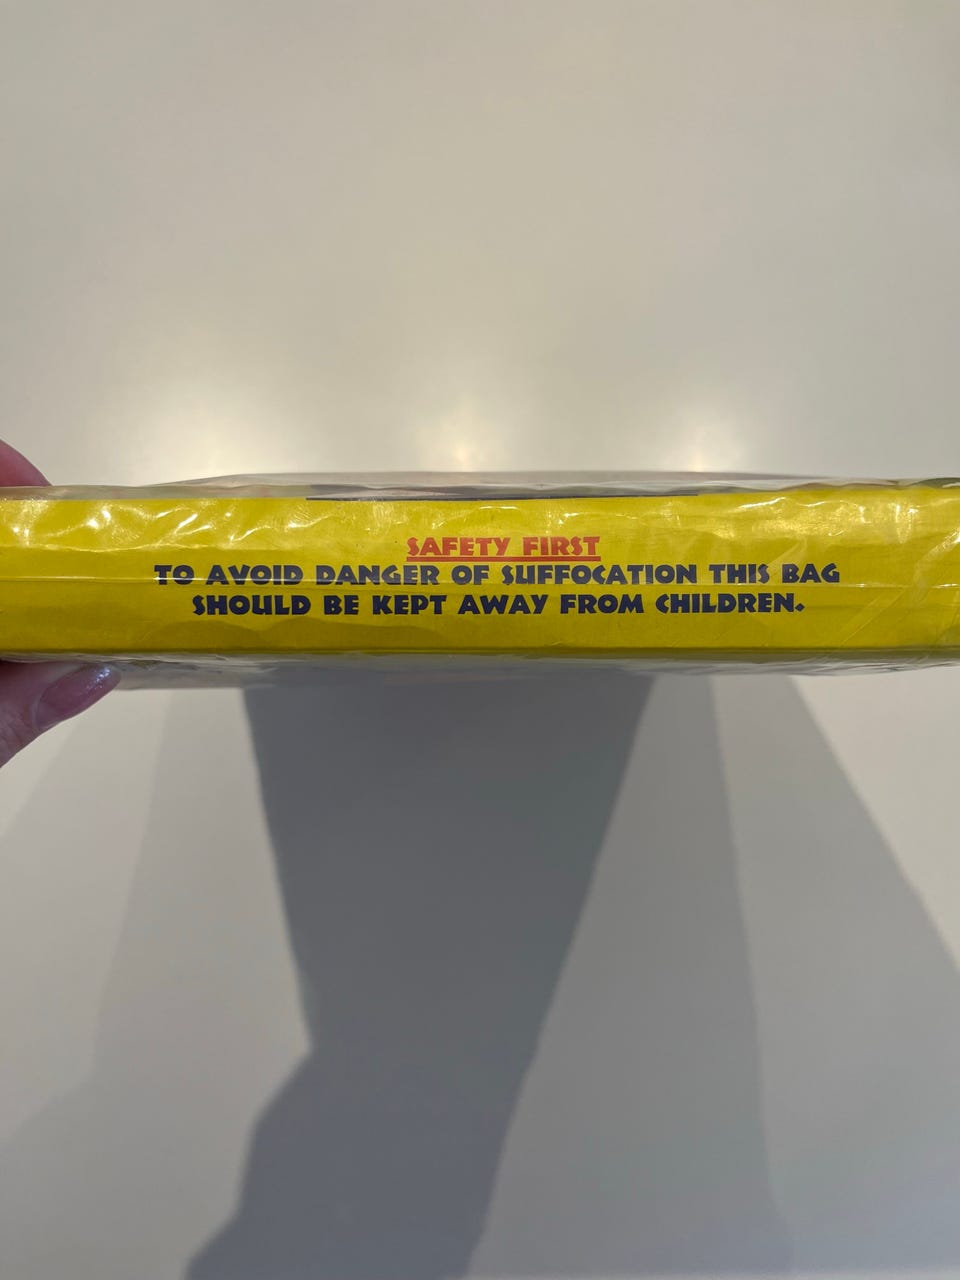 SAFETY FIRST
TO AVOID DANGER OF SUFFOCATION THIS BAG
SHOULD BE KEPT AWAY FROM CHILDREN.